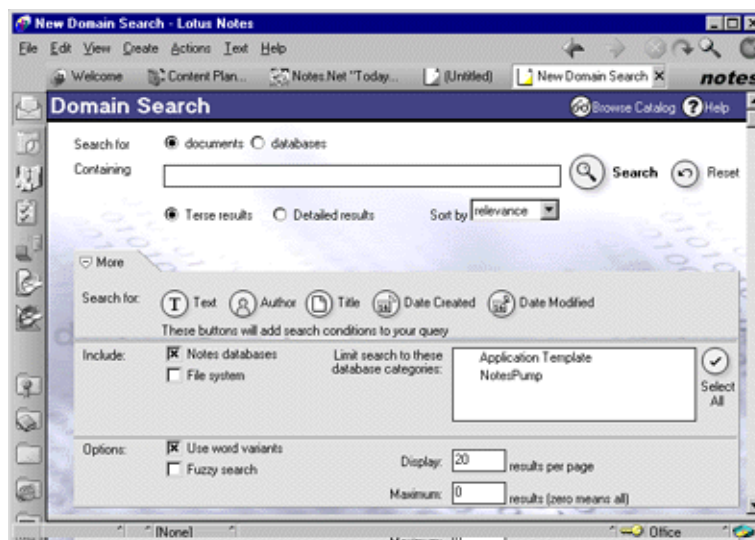 New Domain Search - Lotus Notes
File Edit View Create Actions Text Help
Welcome Content Plan... Notes.Net "Today... (Untitled) New Domain Search notes
Domain Search Browse Catalog Help
Search for documents databases
Containing Search Reset
Terse results Detailed results Sort by relevance
More
Search for: Text Author Title Date Created Date Modified
These buttons will add search conditions to your query
Include: Notes databases Limit search to these Application Template
File system database categories: NotesPump
Select
All
Options: Use word variants Display: 20 results per page
Fuzzy search
Maximum: 0 results (zero means all)
[None] Office